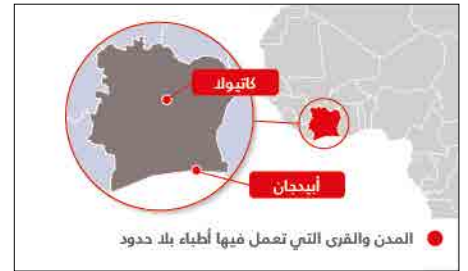 كاتيولا
أبيدجان
المدن والقرى التي تعمل فيها أطباء بلا حدود